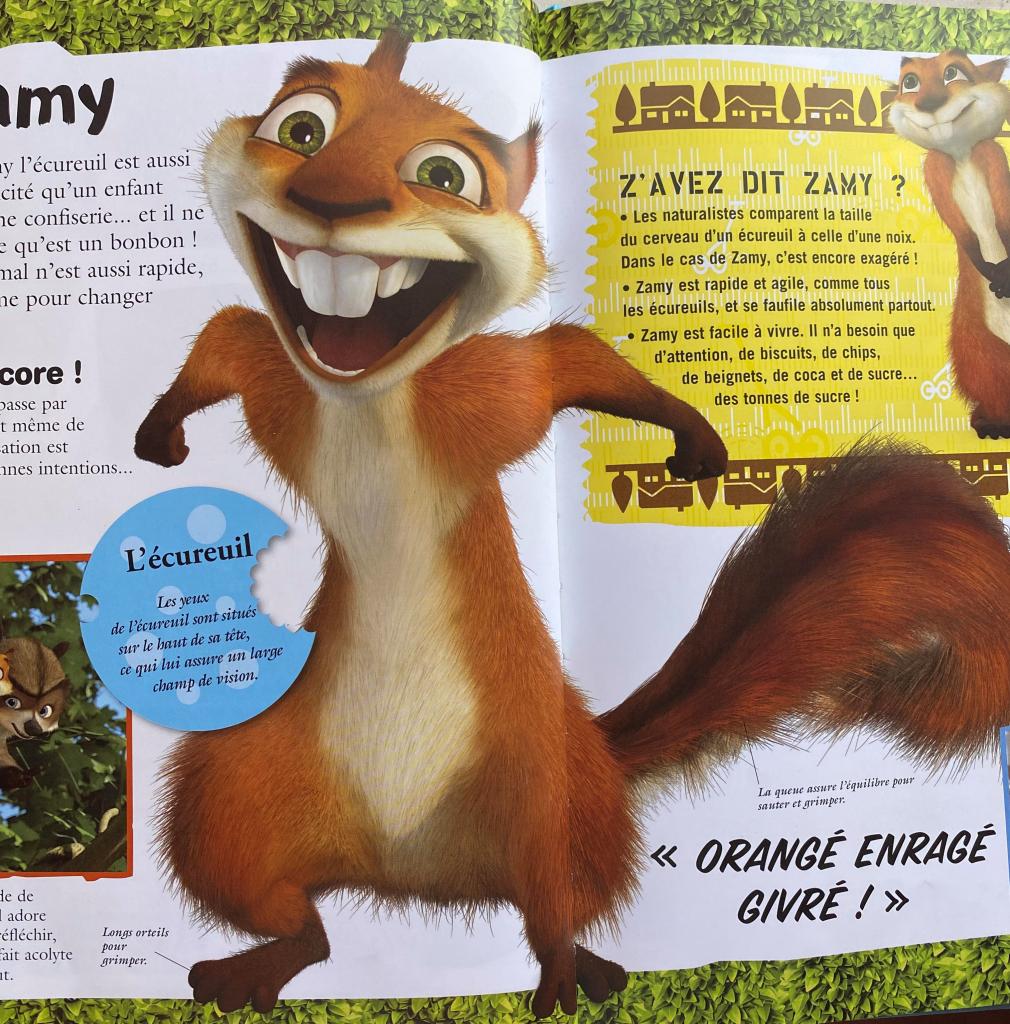 amy
y l'écureuil est aussi
cité qu'un enfant
ne confiserie... et il ne
e qu'est un bonbon !
mal n'est aussi rapide,
ne pour changer
core !
passe par
t même de
sation est
nnes intentions...
L'écureuil
Les yeux
de l'écureuil sont situés
sur le haut de sa tête,
ce qui lui assure un large
champ de vision.
de de
l adore
réfléchir,
fait acolyte
ut.
Longs orteils
pour
grimper.
Z'AVEZ DIT ZAMY ?
• Les naturalistes comparent la taille
du cerveau d'un écureuil à celle d'une noix.
Dans le cas de Zamy, c'est encore exagéré !
• Zamy est rapide et agile, comme tous
les écureuils, et se faufile absolument partout.
• Zamy est facile à vivre. Il n'a besoin que
d'attention, de biscuits, de chips,
de beignets, de coca et de sucre...
des tonnes de sucre !
La queue assure l'équilibre pour
sauter et grimper.
« ORANGÉ ENRAGÉ
GIVRÉ ! »